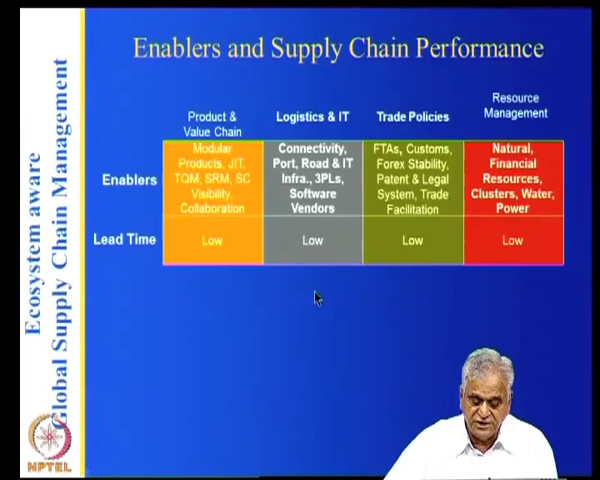 Enablers and Supply Chain Performance
Ecosystem aware
Global Supply Chain Management
Product &
Value Chain
Logistics & IT
Trade Policies
Resource
Management
Enablers
Modular
Products, JIT,
TQM, SRM, SC
Visibility,
Collaboration
Connectivity,
Port, Road & IT
Infra., 3PLs,
Software
Vendors
FTAs, Customs,
Forex Stability,
Patent & Legal
System, Trade
Facilitation
Natural,
Financial
Resources,
Clusters, Water,
Power
Lead Time
Low
Low
Low
Low
NPTEL